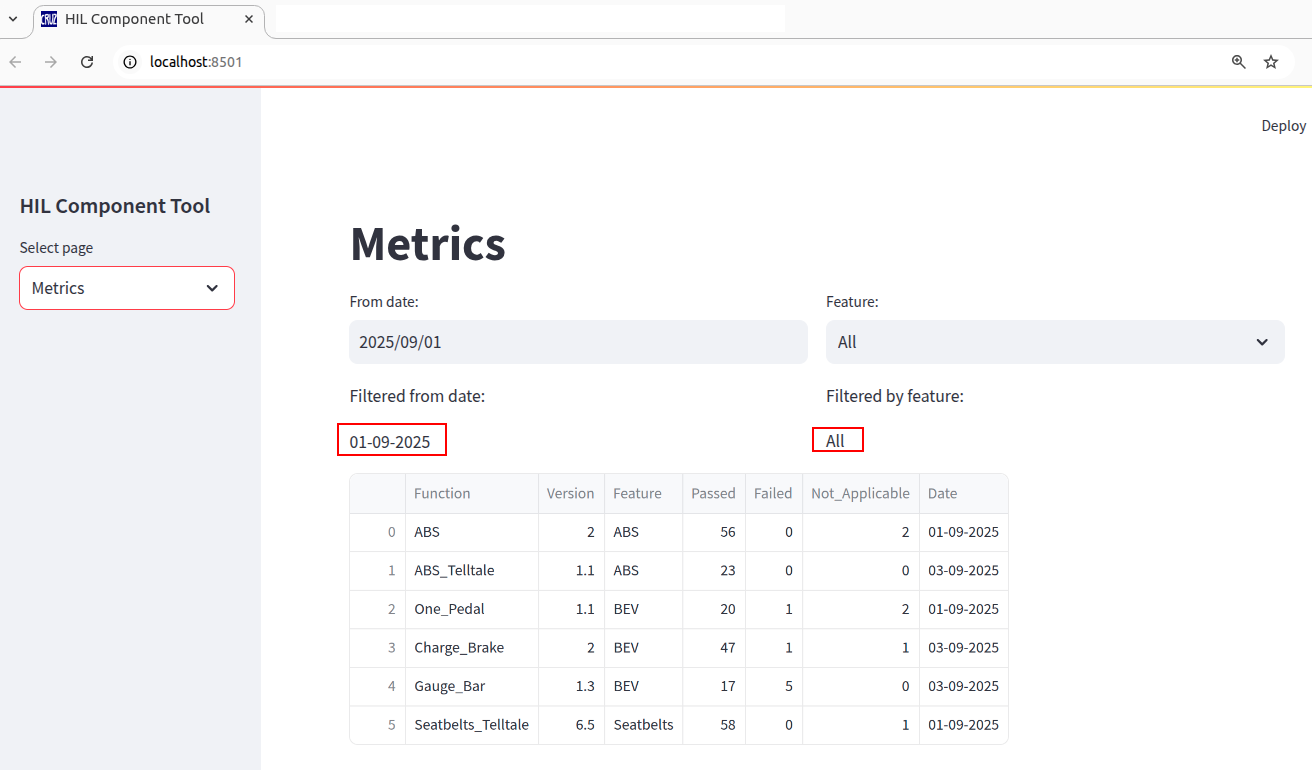 CRUZ HIL Component Tool
localhost:8501
Deploy
HIL Component Tool
Select page
Metrics
Metrics
From date: Feature:
2025/09/01 All
Filtered from date: Filtered by feature:
01-09-2025 All
Function Version Feature Passed Failed Not_Applicable Date
0 ABS 2 ABS 56 0 2 01-09-2025
1 ABS_Telltale 1.1 ABS 23 0 0 03-09-2025
2 One_Pedal 1.1 BEV 20 1 2 01-09-2025
3 Charge_Brake 2 BEV 47 1 1 03-09-2025
4 Gauge_Bar 1.3 BEV 17 5 0 03-09-2025
5 Seatbelts_Telltale 6.5 Seatbelts 58 0 1 01-09-2025